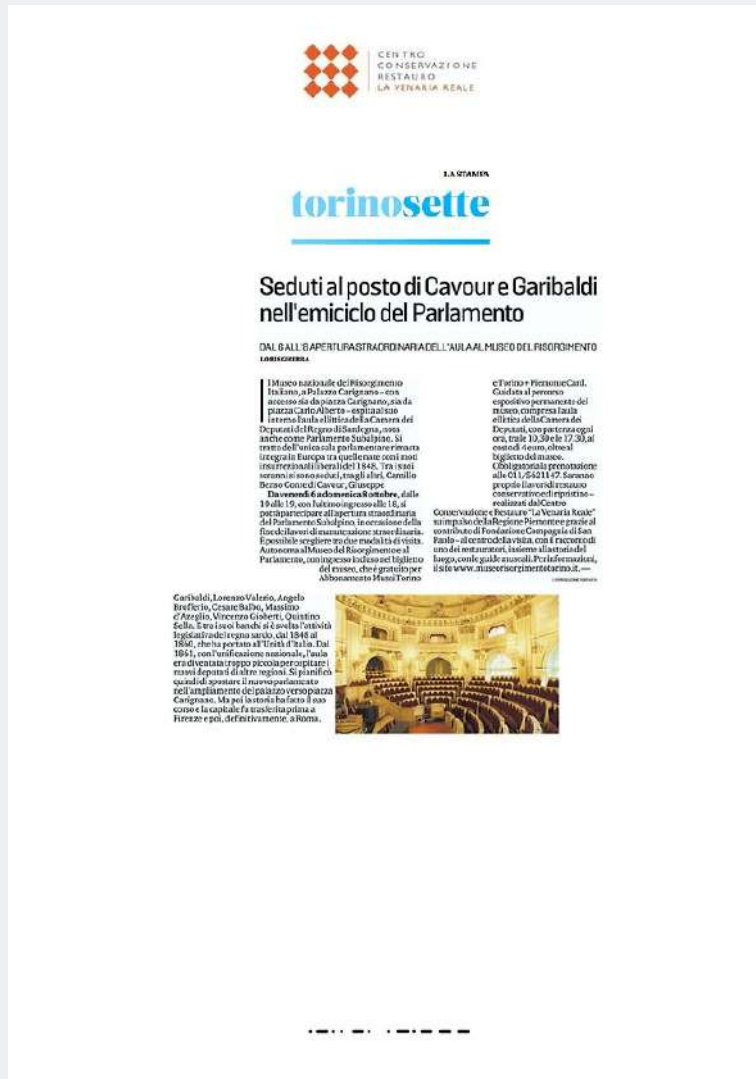 CENTRO
CONSERVAZIONE
RESTAURO
LA VENARIA REALE
LA STAMPA
torinosette
Seduti al posto di Cavour e Garibaldi
nell'emiciclo del Parlamento
DAL 6 ALL'8 APERTURA STRAORDINARIA DELL'AULA AL MUSEO DEL RISORGIMENTO
Il Museo nazionale del Risorgimento
Italiano, a Palazzo Carignano – con
accesso sia da piazza Carignano, sia da
piazza Carlo Alberto – ospita al suo
interno l'aula ellittica della Camera dei
Deputati del Regno di Sardegna, nota
anche come Parlamento Subalpino. Si
tratta dell'unica sala parlamentare rimasta
integra in Europa tra quelle nate con i moti
insurrezionali liberali del 1848. Tra i suoi
scranni si sono seduti, tra gli altri, Camillo
Benso Conte di Cavour, Giuseppe
Garibaldi, Lorenzo Valerio, Angelo
Brofferio, Cesare Balbo, Massimo
d'Azeglio, Vincenzo Gioberti, Quintino
Sella. E tra i suoi banchi si è svolta l'attività
legislativa del regno sardo, dal 1848 al
1860, che ha portato all'Unità d'Italia. Dal
1861, con l'unificazione nazionale, l'aula
era diventata troppo piccola per ospitare i
nuovi deputati di altre regioni. Si pianificò
quindi di spostare il nuovo parlamento
nell'ampliamento del palazzo verso piazza
Carignano. Ma poi la storia ha fatto il suo
corso e la capitale fu trasferita prima a
Firenze e poi, definitivamente, a Roma.
Da venerdì 6 a domenica 8 ottobre, dalle
10 alle 19, con l'ultimo ingresso alle 18, si
potrà partecipare all'apertura straordinaria
del Parlamento Subalpino, in occasione della
fine dei lavori di manutenzione straordinaria.
È possibile scegliere tra due modalità di visita.
Autonoma al Museo del Risorgimento e al
Parlamento, con ingresso incluso nel biglietto
del museo, che è gratuito per
Abbonamento Musei Torino
e Torino + Piemonte Card.
Guidata al percorso
espositivo permanente del
museo, compresa l'aula
ellittica della Camera dei
Deputati, con partenza ogni
ora, tra le 10,30 e le 17.30, al
costo di 4 euro, oltre al
biglietto del museo.
Obbligatoria la prenotazione
alle 011/5621147. Saranno
proprio i lavori di restauro
conservativo e di ripristino –
realizzati dal Centro
Conservazione e Restauro "La Venaria Reale"
su impulso della Regione Piemonte e grazie al
contributo di Fondazione Compagnia di San
Paolo – al centro della visita, con il racconto di
uno dei restauratori, insieme alla storia del
luogo, con le guide museali. Per informazioni,
il sito www.museorisorgimentotorino.it. —